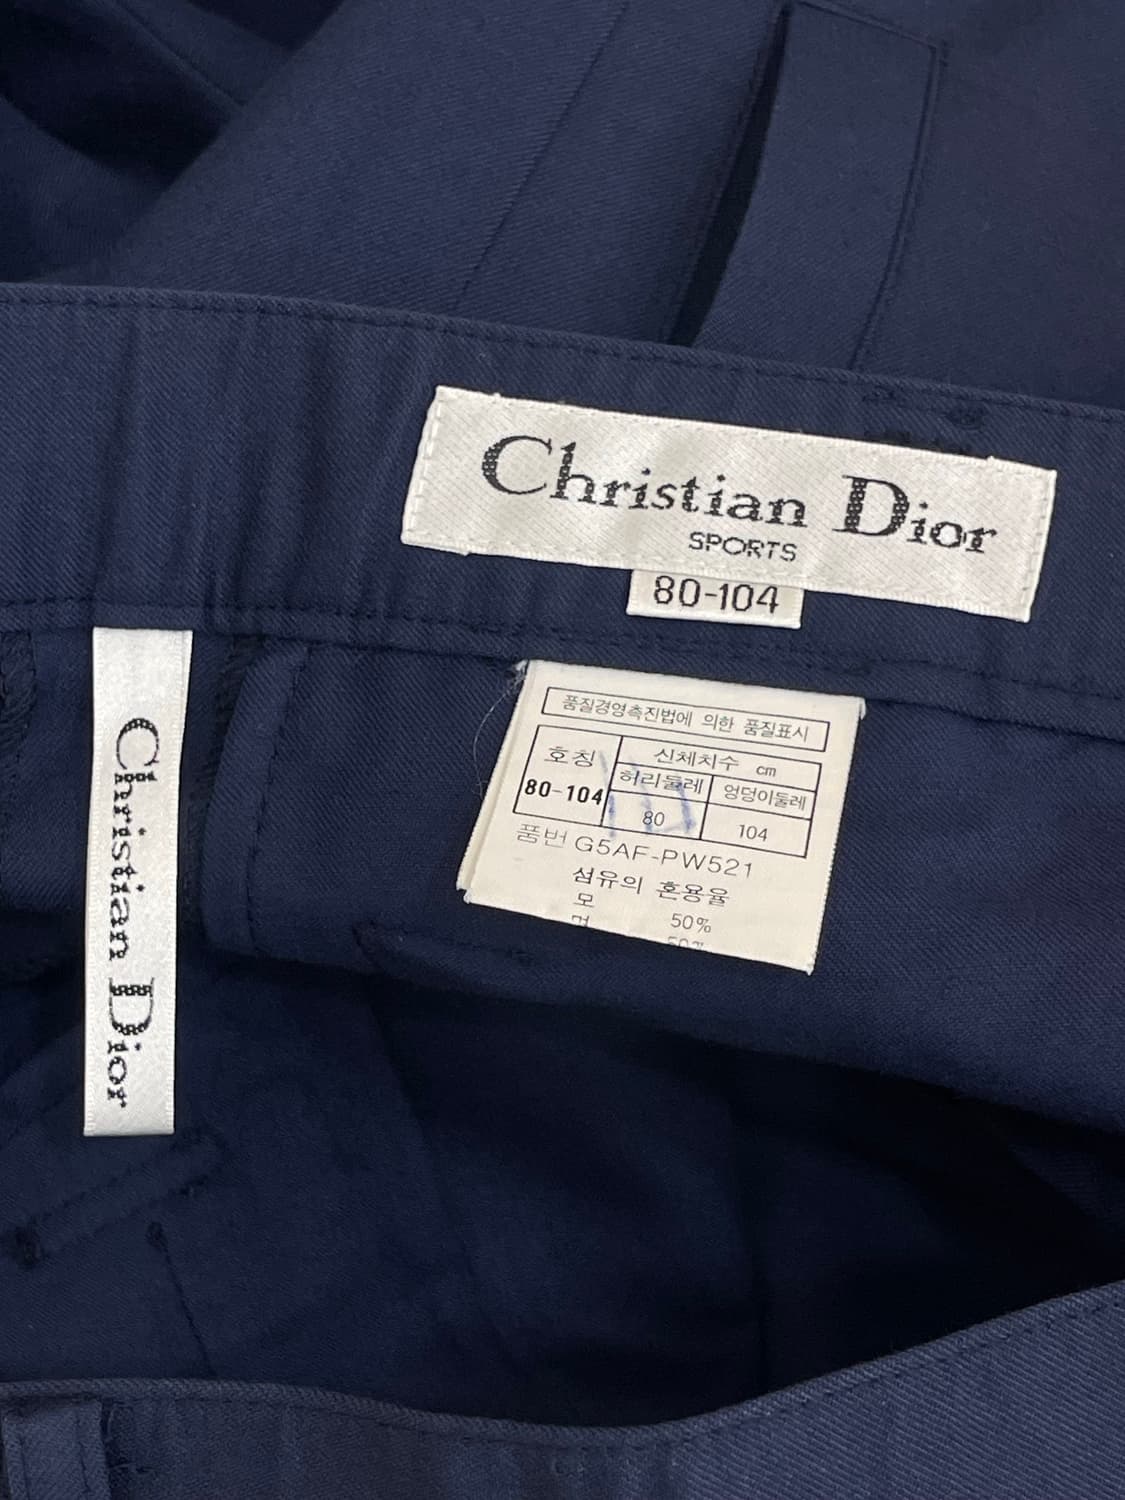 Christian Dior
SPORTS
80-104
Christian Dior
품질경영촉진법에 의한 품질표시
호칭 신체치수 cm
허리둘레 엉덩이둘레
80-104 80 104
품번 G5AF-PW521
섬유의 혼용율
모 50%